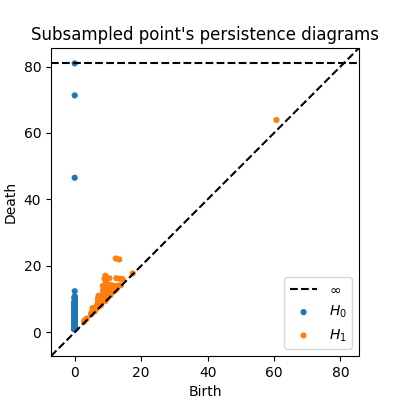 Subsampled point's persistence diagrams
Death
80
60
40
20
0
0 20 40 60 80
Birth
∞
H₀
H₁